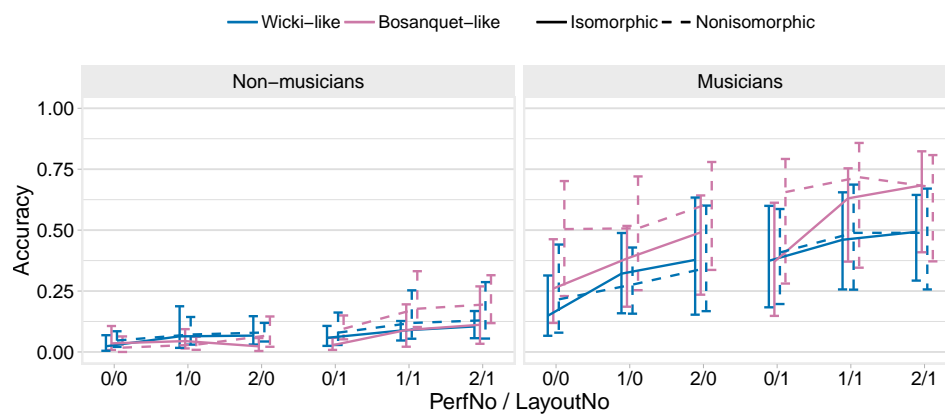 Wicki−like Bosanquet−like Isomorphic Nonisomorphic
Non−musicians Musicians
1.00
0.75
0.50
0.25
0.00
Accuracy
0/0 1/0 2/0 0/1 1/1 2/1 0/0 1/0 2/0 0/1 1/1 2/1
PerfNo / LayoutNo